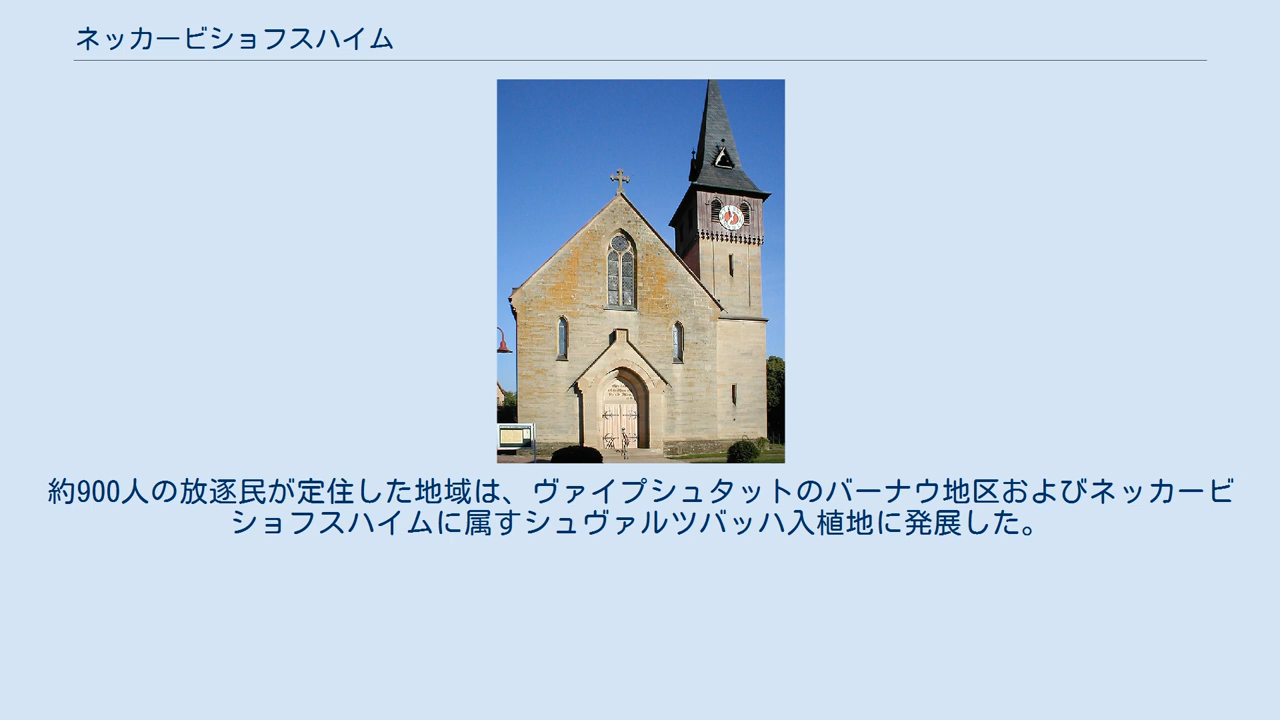 ネッカービショフスハイム
約900人の放逐民が定住した地域は、ヴァイプシュタットのバーナウ地区およびネッカービ
ショフスハイムに属すシュヴァルツバッハ入植地に発展した。